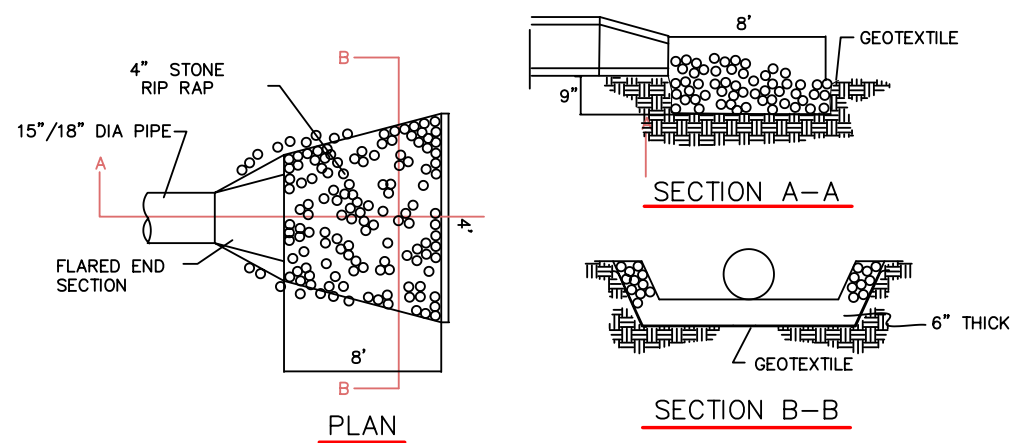 4” STONE
RIP RAP
15”/18” DIA PIPE
A
B
4’
FLARED END
SECTION
8’
B
PLAN
8’
GEOTEXTILE
9”
SECTION A-A
6” THICK
GEOTEXTILE
SECTION B-B